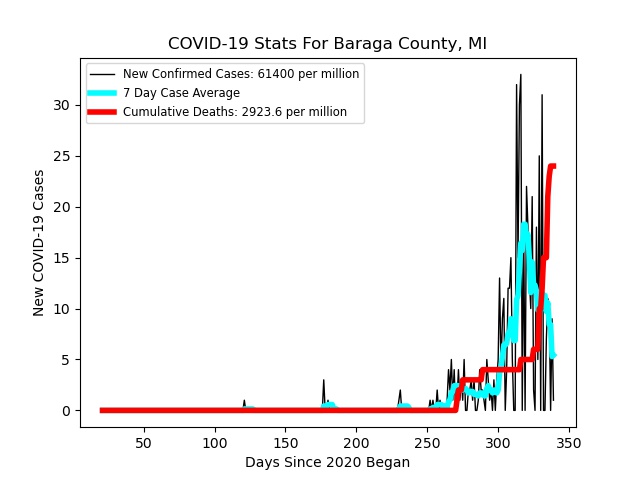 COVID-19 Stats For Baraga County, MI
New Confirmed Cases: 61400 per million
7 Day Case Average
Cumulative Deaths: 2923.6 per million
New COVID-19 Cases
30
25
20
15
10
5
0
50
100
150
200
250
300
350
Days Since 2020 Began